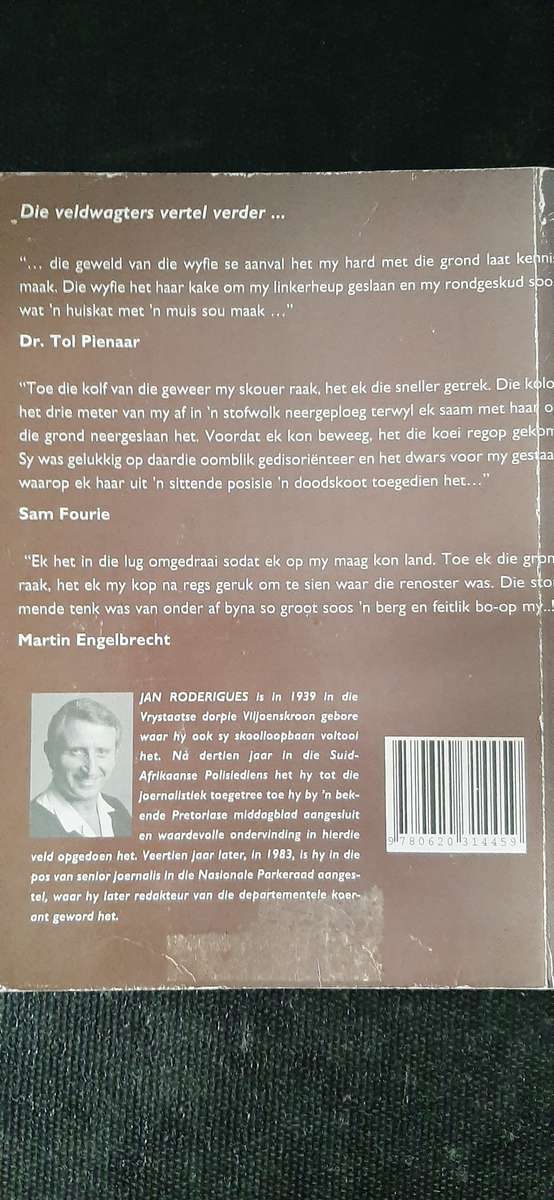 Die veldwagters vertel verder ...
“... die geweld van die wyfie se aanval het my hard met die grond laat kennis
maak. Die wyfie het haar kake om my linkerheup geslaan en my rondgeskud soo
wat 'n huiskat met 'n muis sou maak ...”
Dr. Tol Pienaar
“Toe die kolf van die geweer my skouer raak, het ek die sneller getrek. Die kolo
het drie meter van my af in 'n stofwolk neergeploeg terwyl ek saam met haar o
die grond neergeslaan het. Voordat ek kon beweeg, het die koei regop gekom
Sy was gelukkig op daardie oomblik gedisoriënteer en het dwars voor my gestaa
waarop ek haar uit 'n sittende posisie 'n doodskoot toegedien het...”
Sam Fourie
“Ek het in die lug omgedraai sodat ek op my maag kon land. Toe ek die gron
raak, het ek my kop na regs geruk om te sien waar die renoster was. Die sto
mende tenk was van onder af byna so groot soos 'n berg en feitlik bo-op my..!
Martin Engelbrecht
JAN RODERIGUES is in 1939 in die
Vrystaatse dorpie Viljoenskroon gebore
waar hy ook sy skoolloopbaan voltooi
het. Ná dertien jaar in die Suid-
Afrikaanse Polisiediens het hy tot die
joernalistiek toegetree toe hy by 'n bek-
ende Pretoriase middagblad aangesluit
en waardevolle ondervinding in hierdie
veld opgedoen het. Veertien jaar later, in 1983, is hy in die
pos van senior joernalis in die Nasionale Parkeraad aanges-
tel, waar hy later redakteur van die departementele koer-
ant geword het.
9 780620 314459